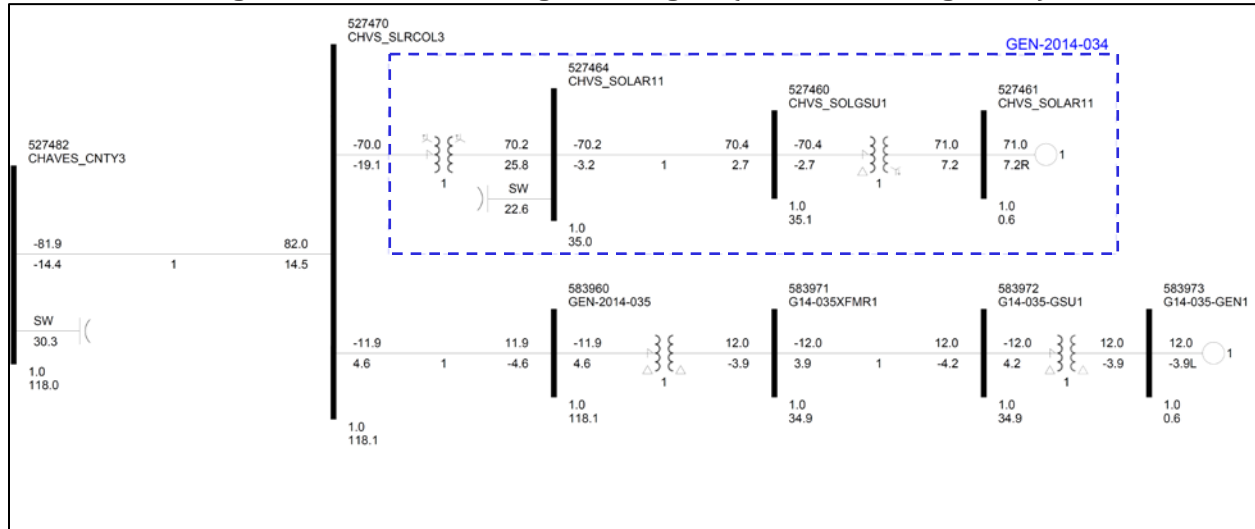 527470
CHVS_SLRCOL3
GEN-2014-034
527464
CHVS_SOLAR11
527460
CHVS_SOLGSU1
527461
CHVS_SOLAR11
527482
CHAVES_CNTY3
-70.0 70.2 -70.2 70.4 -70.4 71.0 71.0
1
-19.1 25.8 -3.2 1 2.7 -2.7 7.2 7.2R
1 1
SW
22.6
1.0
35.1
1.0
0.6
1.0
35.0
-81.9 82.0
-14.4 1 14.5
583960
GEN-2014-035
583971
G14-035XFMR1
583972
G14-035-GSU1
583973
G14-035-GEN1
SW
30.3
-11.9 11.9 -11.9 12.0 -12.0 12.0 -12.0 12.0 12.0
1
4.6 1 -4.6 4.6 -3.9 3.9 1 -4.2 4.2 -3.9 -3.9L
1 1
1.0
118.0
1.0
118.1
1.0
34.9
1.0
34.9
1.0
0.6
1.0
118.1